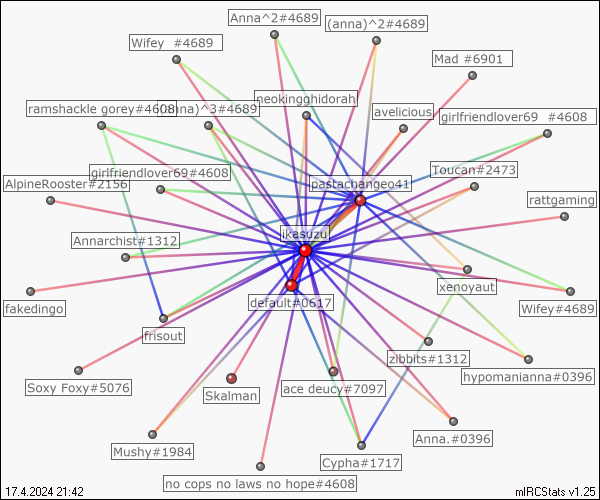 Anna^2#4689
(anna)^2#4689
Wifey  #4689
Mad #6901
neokingghidorah
ramshackle gorey#4608
nna)^3#4689
avelicious
girlfriendlover69  #4608
girlfriendlover69#4608
Toucan#2473
AlpineRooster#2156
pastachangeo41
rattgaming
ikasuzu
Annarchist#1312
xenoyaut
default#0617
fakedingo
Wifey#4689
frisout
zibbits#1312
hypomanianna#0396
Soxy Foxy#5076
Skalman
ace deucy#7097
Anna.#0396
Mushy#1984
Cypha#1717
no cops no laws no hope#4608
17.4.2024 21:42
mIRCStats v1.25